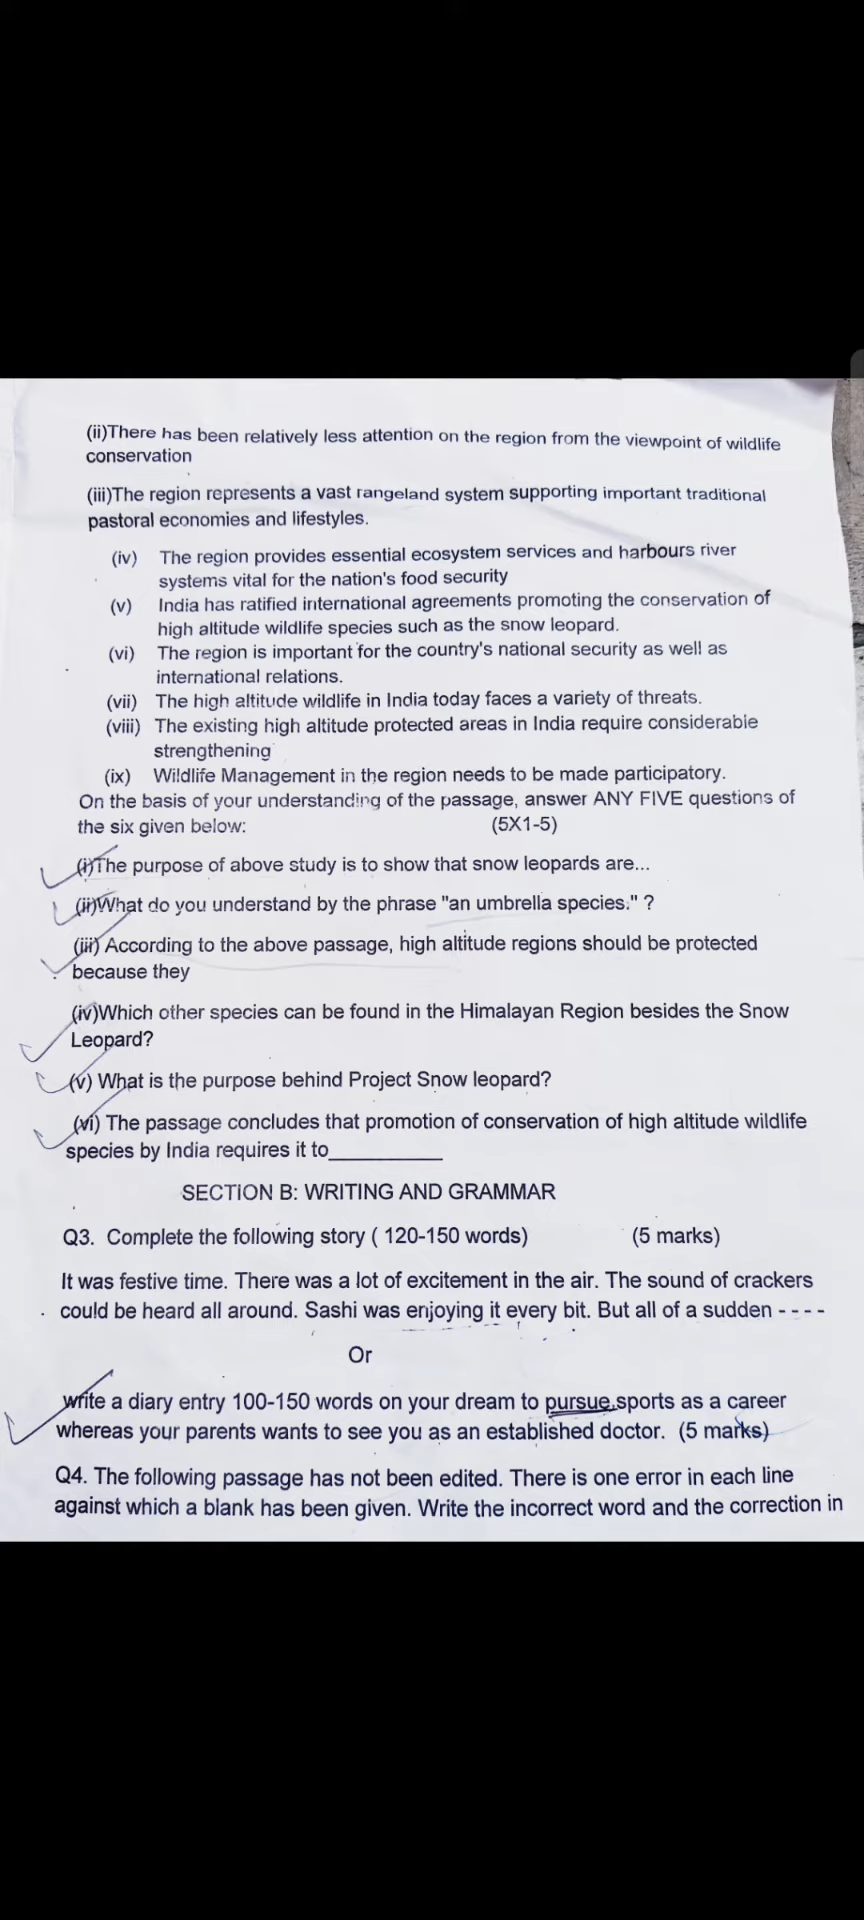 (ii)There has been relatively less attention on the region from the viewpoint of wildlife
conservation
(iii)The region represents a vast rangeland system supporting important traditional
pastoral economies and lifestyles.
(iv) The region provides essential ecosystem services and harbours river
systems vital for the nation's food security
(v) India has ratified international agreements promoting the conservation of
high altitude wildlife species such as the snow leopard.
(vi) The region is important for the country's national security as well as
international relations.
(vii) The high altitude wildlife in India today faces a variety of threats.
(viii) The existing high altitude protected areas in India require considerable
strengthening
(ix) Wildlife Management in the region needs to be made participatory.
On the basis of your understanding of the passage, answer ANY FIVE questions of
the six given below: (5X1-5)
(i)The purpose of above study is to show that snow leopards are...
(ii)What do you understand by the phrase "an umbrella species." ?
(iii) According to the above passage, high altitude regions should be protected
because they
(iv)Which other species can be found in the Himalayan Region besides the Snow
Leopard?
(v) What is the purpose behind Project Snow leopard?
(vi) The passage concludes that promotion of conservation of high altitude wildlife
species by India requires it to__________
SECTION B: WRITING AND GRAMMAR
Q3. Complete the following story ( 120-150 words) (5 marks)
It was festive time. There was a lot of excitement in the air. The sound of crackers
could be heard all around. Sashi was enjoying it every bit. But all of a sudden - - - -
Or
write a diary entry 100-150 words on your dream to pursue sports as a career
whereas your parents wants to see you as an established doctor. (5 marks)
Q4. The following passage has not been edited. There is one error in each line
against which a blank has been given. Write the incorrect word and the correction in